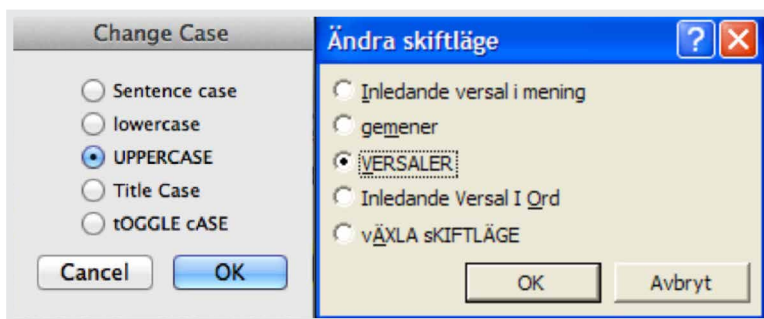 Change Case
Sentence case
lowercase
UPPERCASE
Title Case
tOGGLE cASE
Cancel OK
Ändra skiftläge
Inledande versal i mening
gemener
VERSALER
Inledande Versal I Ord
vÄXLA sKIFTLÄGE
OK Avbryt